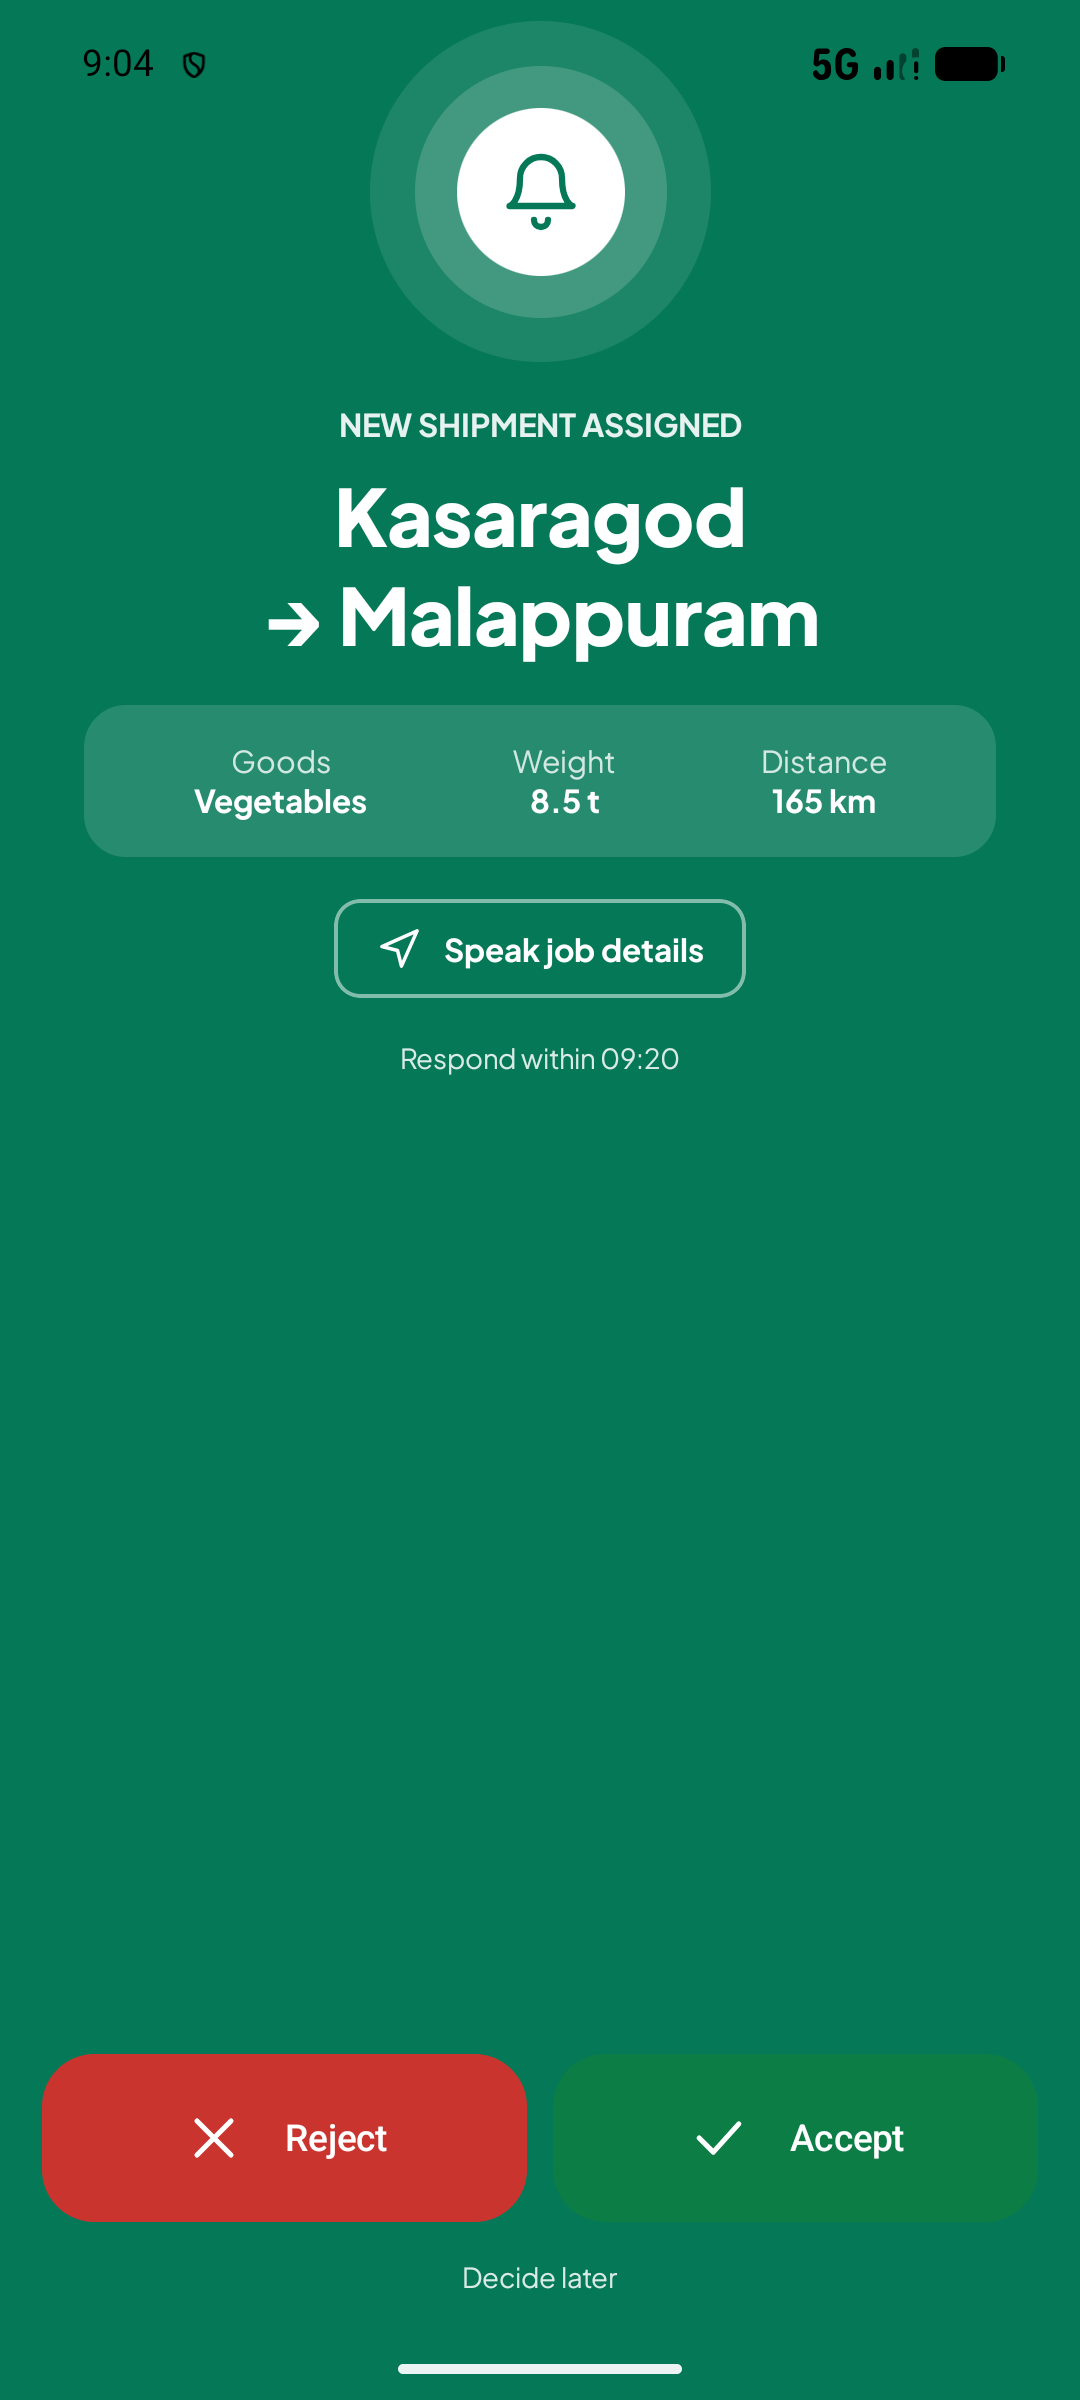 9:04
5G
NEW SHIPMENT ASSIGNED
Kasaragod
→ Malappuram
Goods Weight Distance
Vegetables 8.5 t 165 km
Speak job details
Respond within 09:20
Reject Accept
Decide later